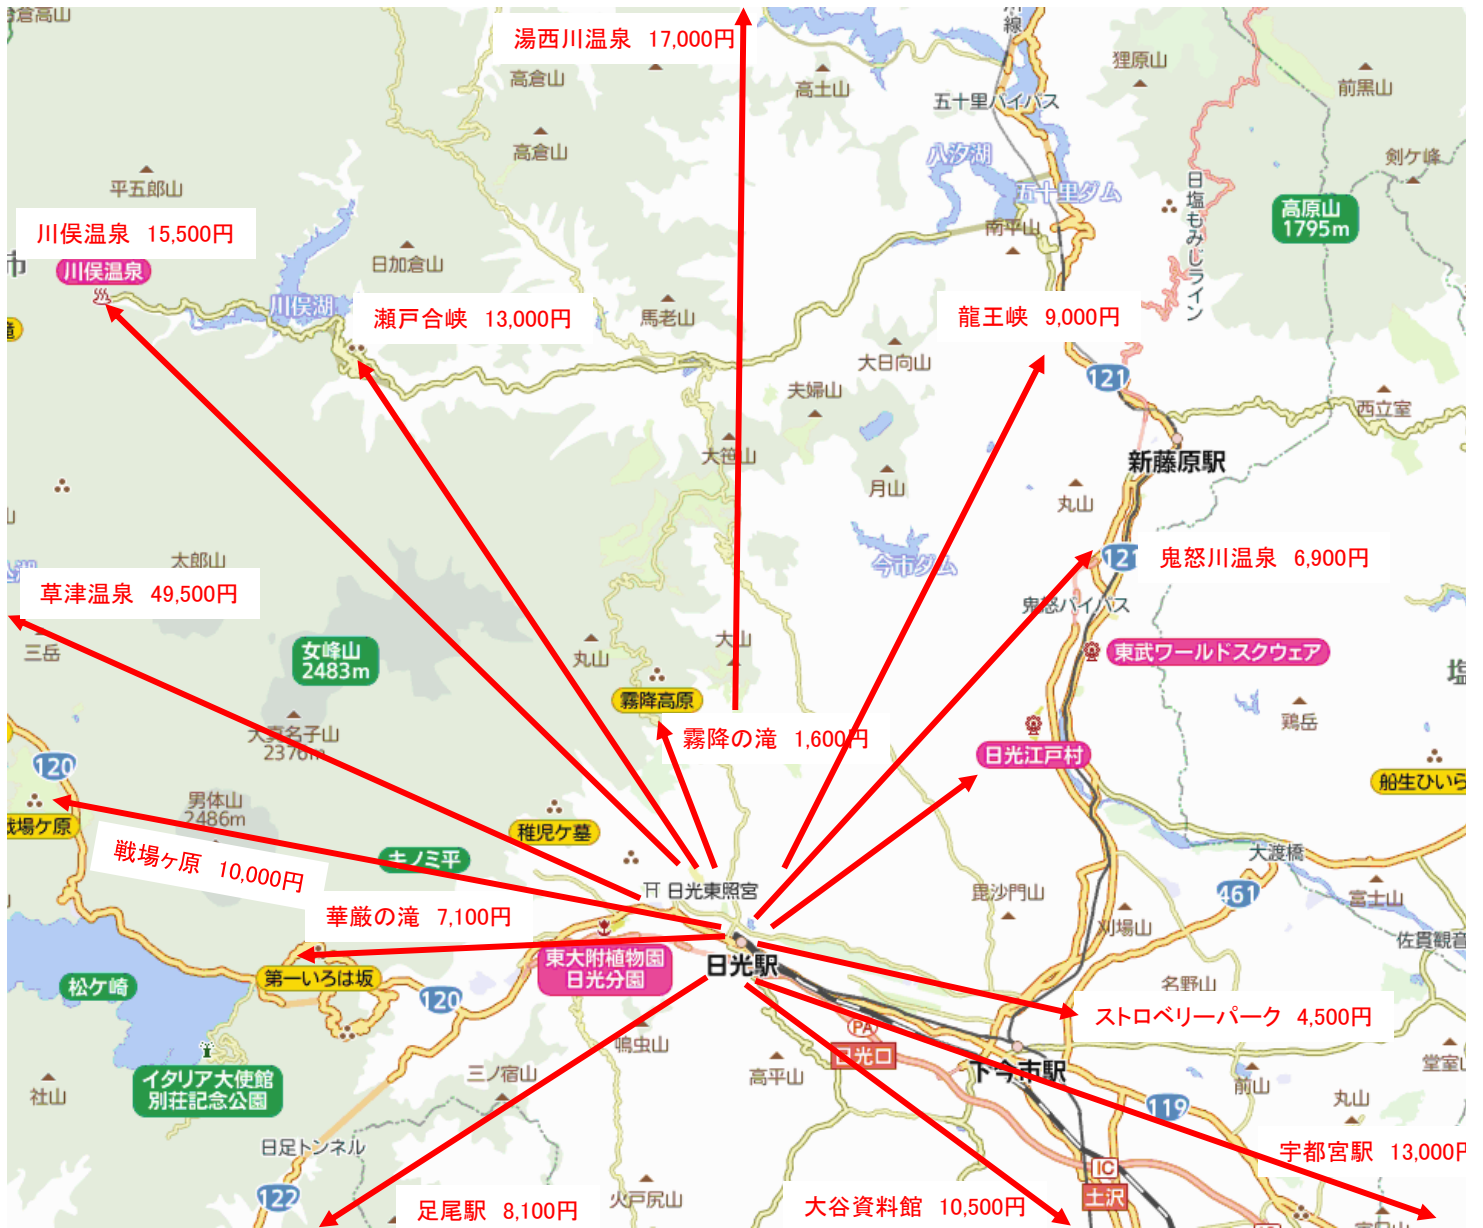 湯西川温泉 17,000円
高倉山
高土山
狸原山
前黒山
五十里バイパス
高倉山
八汐湖
剣ケ峰
平五郎山
五十里ダム
日塩もみじライン
高原山
1795m
川俣温泉 15,500円
南平山
市
川俣温泉
日加倉山
川俣湖
瀬戸合峡 13,000円
馬老山
龍王峡 9,000円
大日向山
121
夫婦山
西立室
大笹山
新藤原駅
月山
丸山
太郎山
今市ダム
121
鬼怒川温泉 6,900円
草津温泉 49,500円
鬼怒バイパス
三岳
女峰山
2483m
丸山
大山
東武ワールドスクウェア
霧降高原
大真名子山
2376m
霧降の滝 1,600円
鶏岳
日光江戸村
120
船生ひいら
男体山
2486m
戦場ケ原
稚児ケ墓
戦場ヶ原 10,000円
キノミ平
大渡橋
日光東照宮
毘沙門山
461
富士山
華厳の滝 7,100円
刈場山
佐貫観音
東大附植物園
日光分園
日光駅
第一いろは坂
松ケ崎
120
名野山
ストロベリーパーク 4,500円
PA
日光口
鳴虫山
高平山
下今市駅
堂室山
イタリア大使館
別荘記念公園
三ノ宿山
前山
社山
丸山
119
日足トンネル
宇都宮駅 13,000円
IC
土沢
122
足尾駅 8,100円
火戸尻山
大谷資料館 10,500円